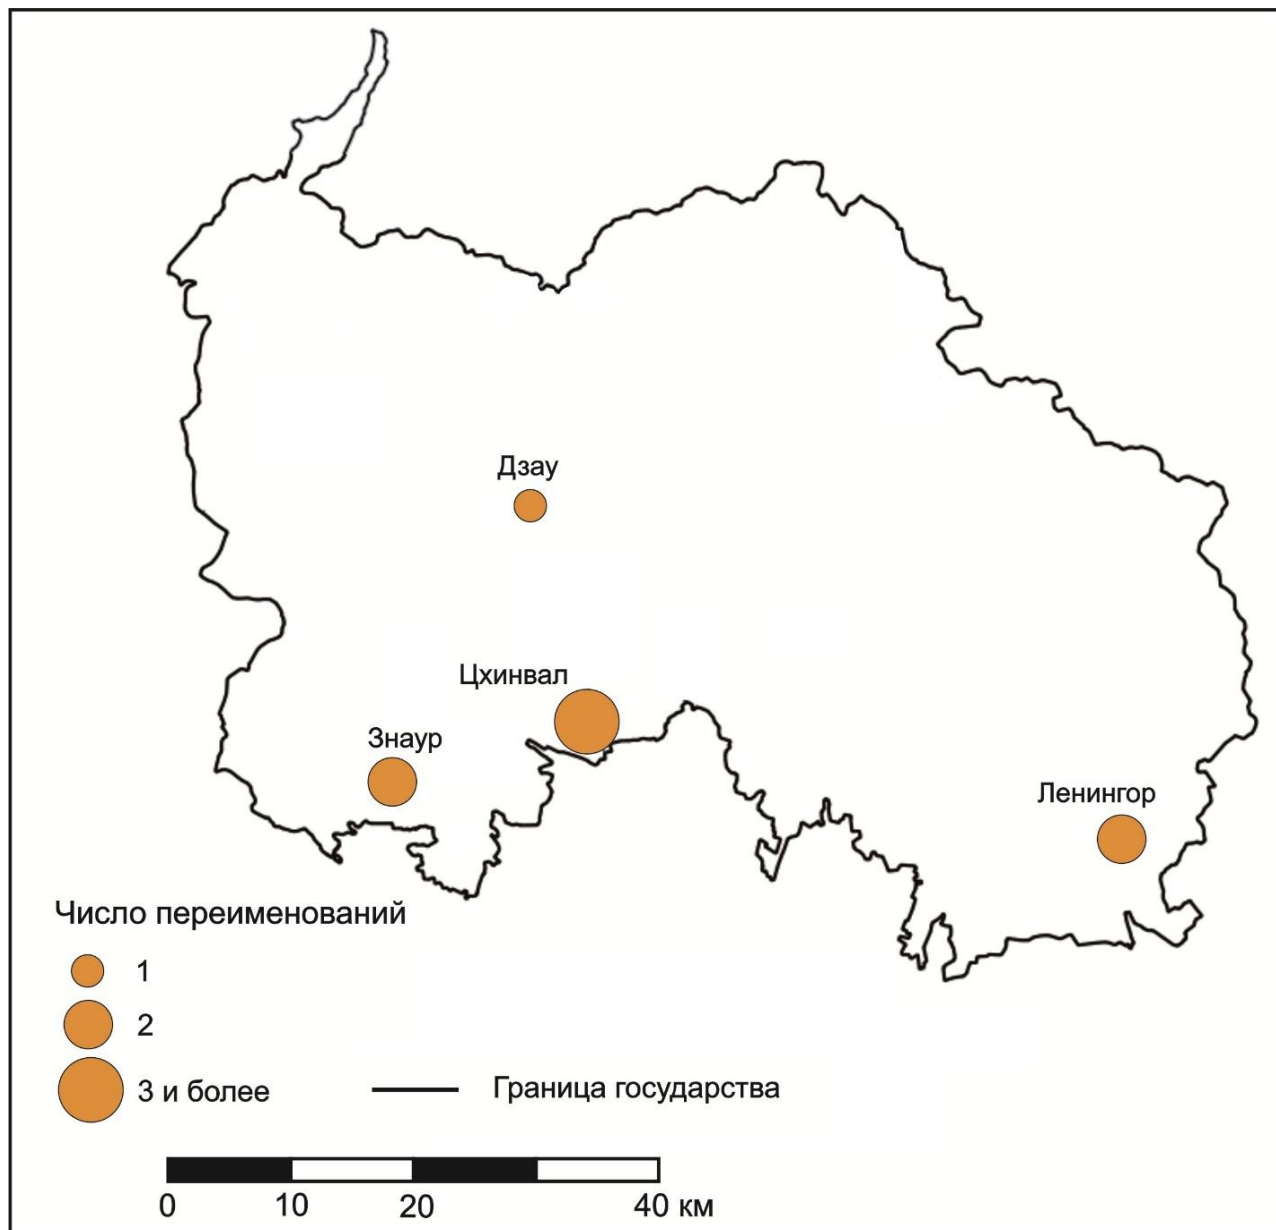 Дзау
Цхинвал
Знаур
Ленингор
Число переименований
1
2
3 и более
Граница государства
0 10 20 40 км